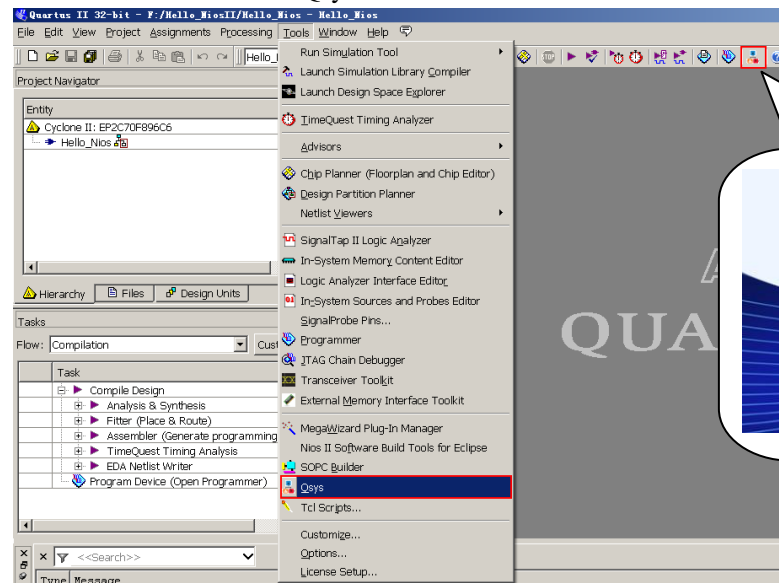 Quartus II 32-bit - F:/Hello_NiosII/Hello_Nios - Hello_Nios
File Edit View Project Assignments Processing Tools Window Help
Project Navigator
Entity
Cyclone II: EP2C70F896C6
Hello_Nios
Hierarchy Files Design Units
Tasks
Flow: Compilation
Task
Compile Design
Analysis & Synthesis
Fitter (Place & Route)
Assembler (Generate programming
TimeQuest Timing Analysis
EDA Netlist Writer
Program Device (Open Programmer)
<<Search>>
Type Message
Run Simulation Tool
Launch Simulation Library Compiler
Launch Design Space Explorer
TimeQuest Timing Analyzer
Advisors
Chip Planner (Floorplan and Chip Editor)
Design Partition Planner
Netlist Viewers
SignalTap II Logic Analyzer
In-System Memory Content Editor
Logic Analyzer Interface Editor
In-System Sources and Probes Editor
SignalProbe Pins...
Programmer
JTAG Chain Debugger
Transceiver Toolkit
External Memory Interface Toolkit
MegaWizard Plug-In Manager
Nios II Software Build Tools for Eclipse
SOPC Builder
Qsys
Tcl Scripts...
Customize...
Options...
License Setup...
A
QUA